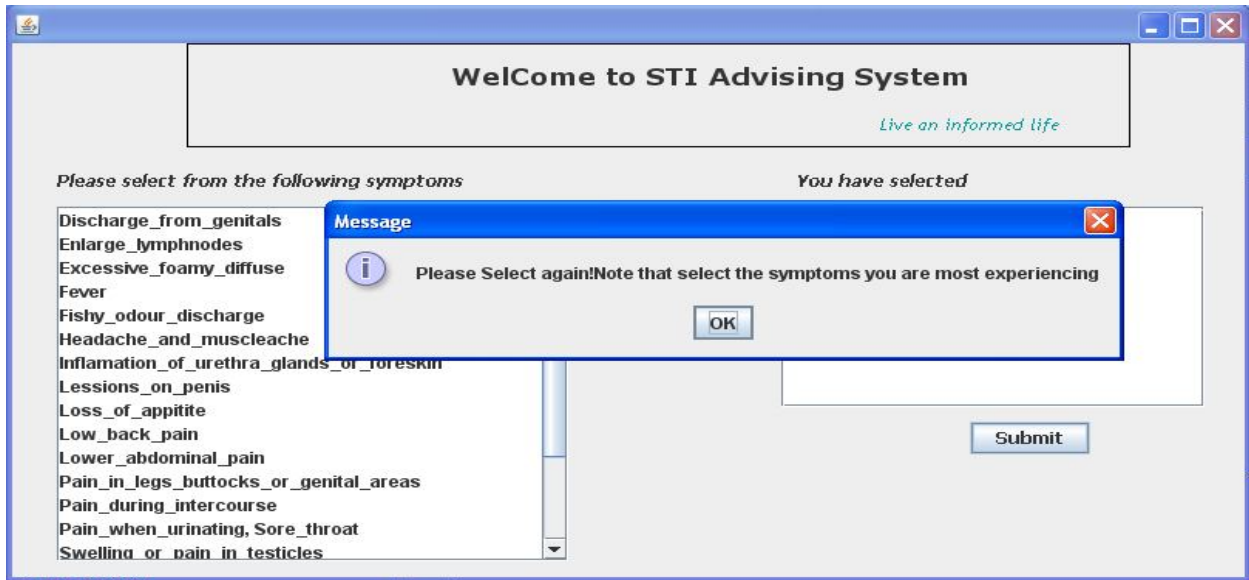 WelCome to STI Advising System
Live an informed life
Please select from the following symptoms
You have selected
Discharge_from_genitals
Enlarge_lymphnodes
Excessive_foamy_diffuse
Fever
Fishy_odour_discharge
Headache_and_muscleache
Inflamation_of_urethra_glands_of_foreskin
Lessions_on_penis
Loss_of_appitite
Low_back_pain
Lower_abdominal_pain
Pain_in_legs_buttocks_or_genital_areas
Pain_during_intercourse
Pain_when_urinating, Sore_throat
Swelling_or_pain_in_testicles
Message
Please Select again!Note that select the symptoms you are most experiencing
OK
Submit